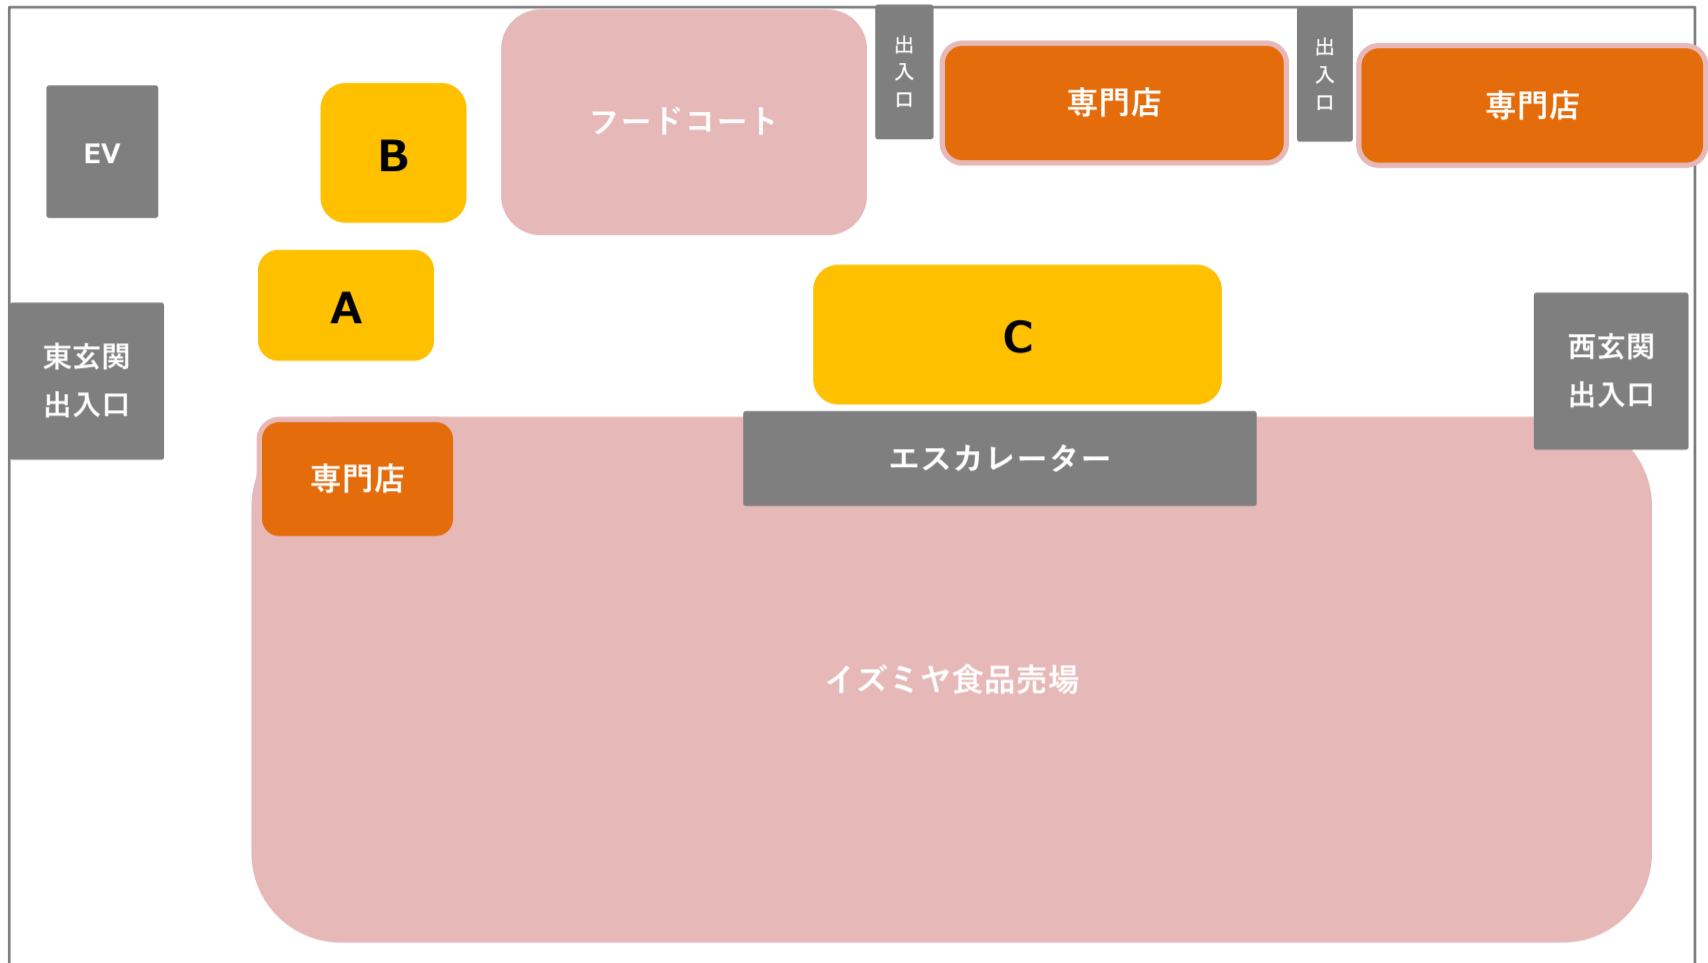 出入口
出入口
専門店
専門店
フードコート
EV
B
A
C
東玄関
出入口
西玄関
出入口
専門店
エスカレーター
イズミヤ食品売場